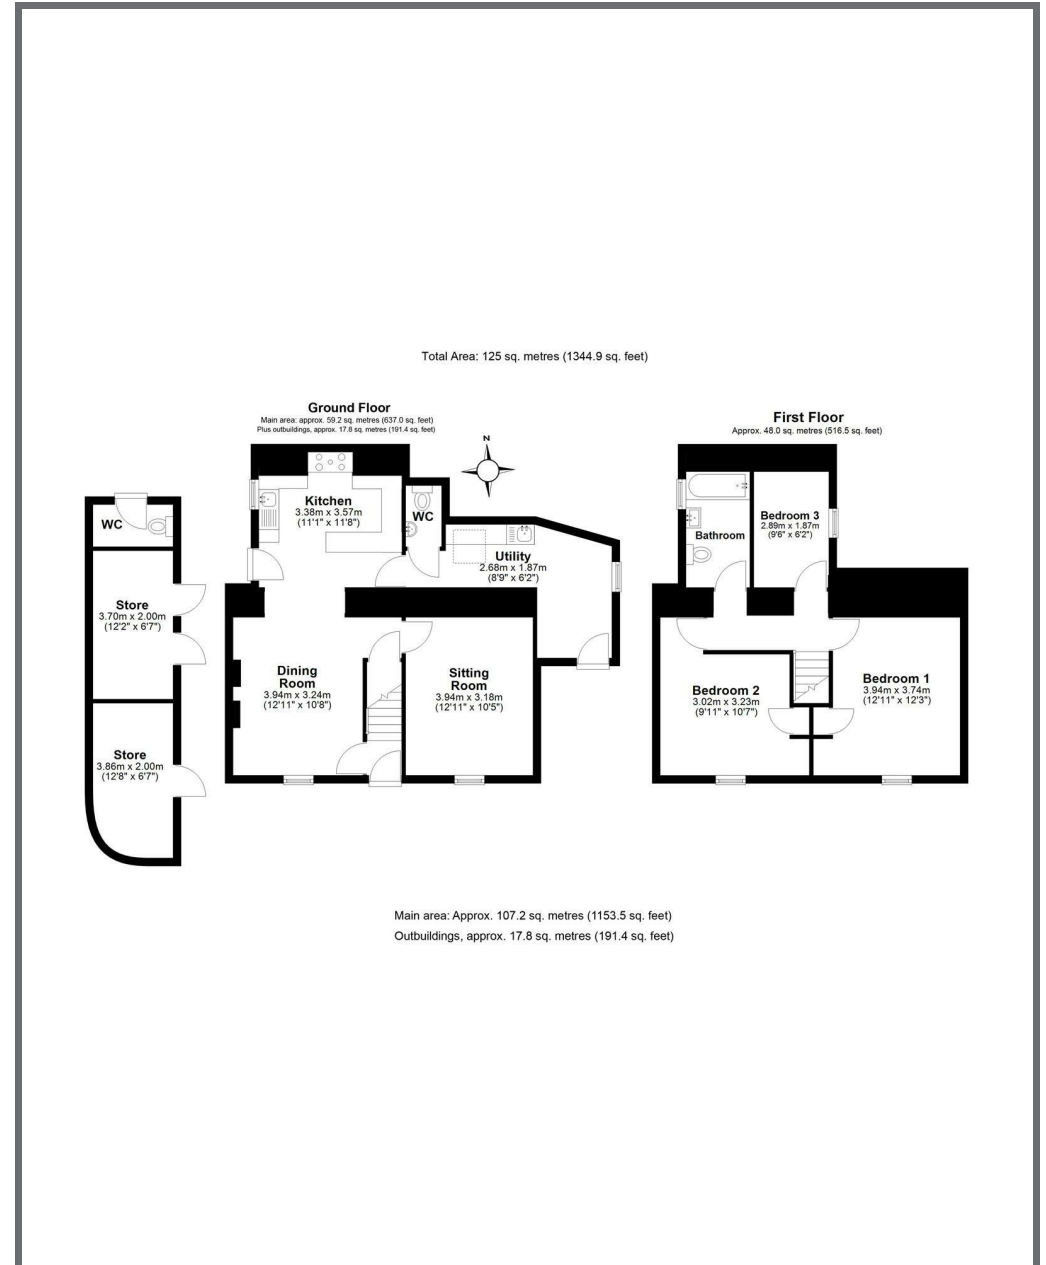 Total Area: 125 sq. metres (1344.9 sq. feet)
Ground Floor
Main area: approx. 59.2 sq. metres (637.0 sq. feet)
Plus outbuildings, approx. 17.8 sq. metres (191.4 sq. feet)
First Floor
Approx. 48.0 sq. metres (516.5 sq. feet)
N
Kitchen
3.38m x 3.57m
(11'1" x 11'8")
WC
WC
Utility
2.68m x 1.87m
(8'9" x 6'2")
Bedroom 3
2.89m x 1.87m
(9'6" x 6'2")
Bathroom
Store
3.70m x 2.00m
(12'2" x 6'7")
Dining
Room
3.94m x 3.24m
(12'11" x 10'8")
Sitting
Room
3.94m x 3.18m
(12'11" x 10'5")
Bedroom 2
3.02m x 3.23m
(9'11" x 10'7")
Bedroom 1
3.94m x 3.74m
(12'11" x 12'3")
Store
3.86m x 2.00m
(12'8" x 6'7")
Main area: Approx. 107.2 sq. metres (1153.5 sq. feet)
Outbuildings, approx. 17.8 sq. metres (191.4 sq. feet)